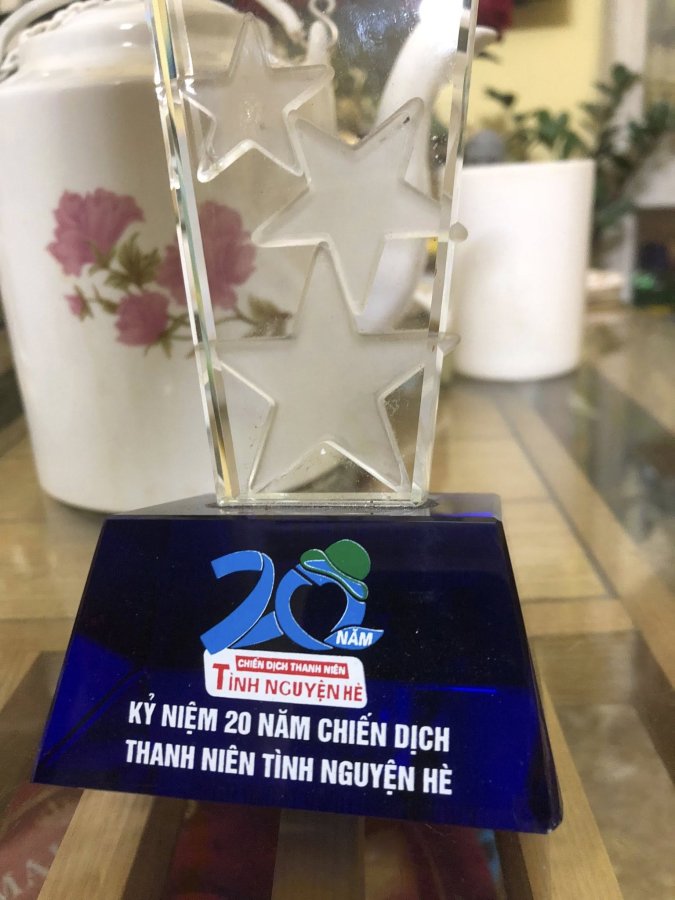 20
NĂM
CHIẾN DỊCH THANH NIÊN
TÌNH NGUYỆN HÈ
KỶ NIỆM 20 NĂM CHIẾN DỊCH
THANH NIÊN TÌNH NGUYỆN HÈ